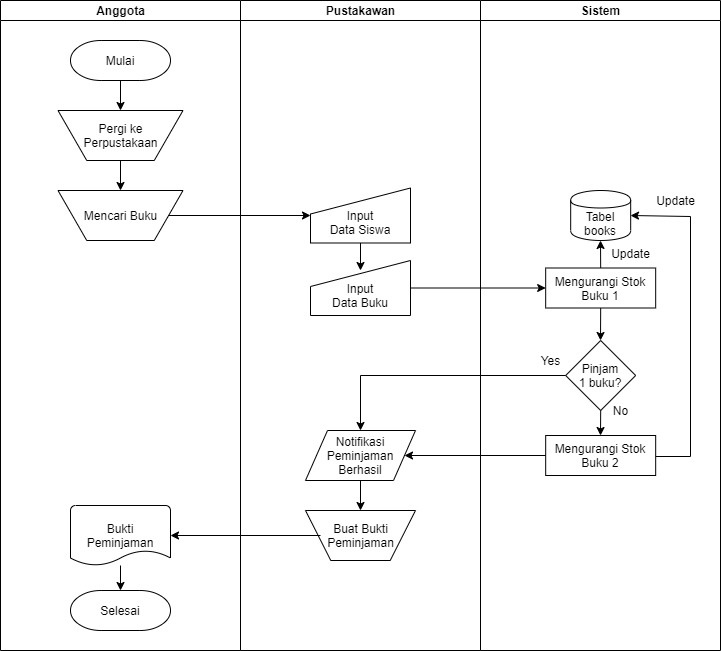 Anggota
Pustakawan
Sistem
Mulai
Pergi ke
Perpustakaan
Mencari Buku
Input
Data Siswa
Input
Data Buku
Tabel
books
Update
Update
Mengurangi Stok
Buku 1
Pinjam
1 buku?
Yes
No
Mengurangi Stok
Buku 2
Notifikasi
Peminjaman
Berhasil
Buat Bukti
Peminjaman
Bukti
Peminjaman
Selesai